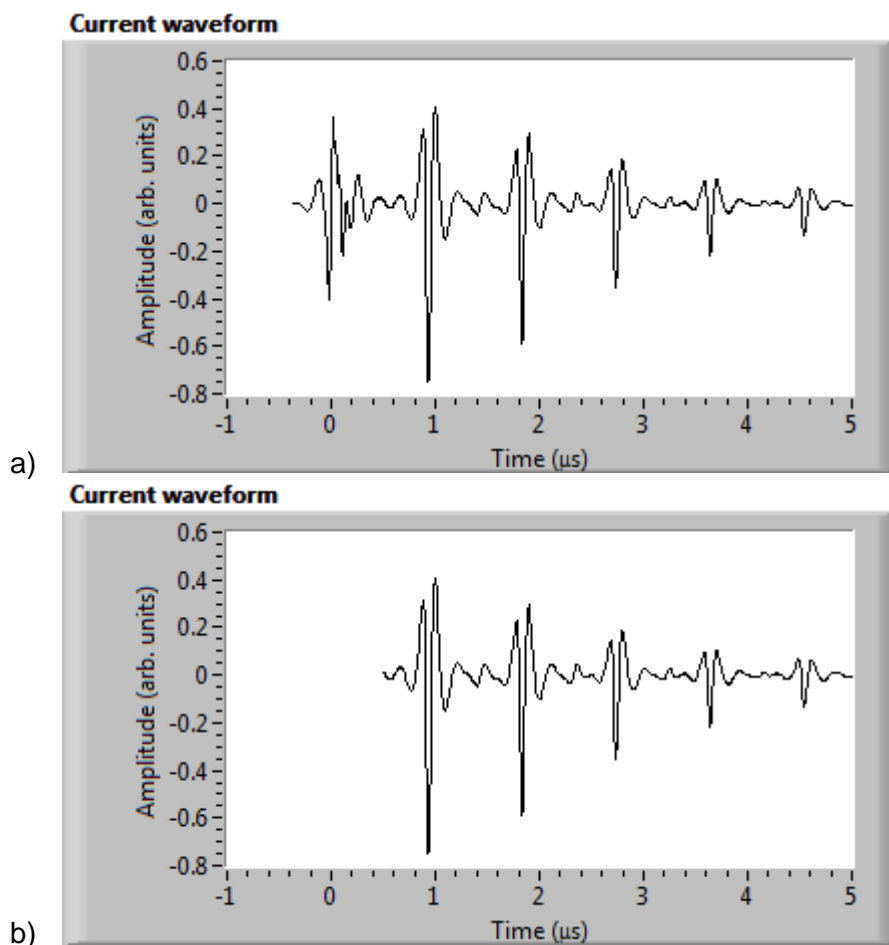 Current waveform
0.6
0.4
0.2
0
-0.2
-0.4
-0.6
-0.8
Amplitude (arb. units)
-1 0 1 2 3 4 5
Time (µs)
a)
Current waveform
0.6
0.4
0.2
0
-0.2
-0.4
-0.6
-0.8
Amplitude (arb. units)
-1 0 1 2 3 4 5
Time (µs)
b)